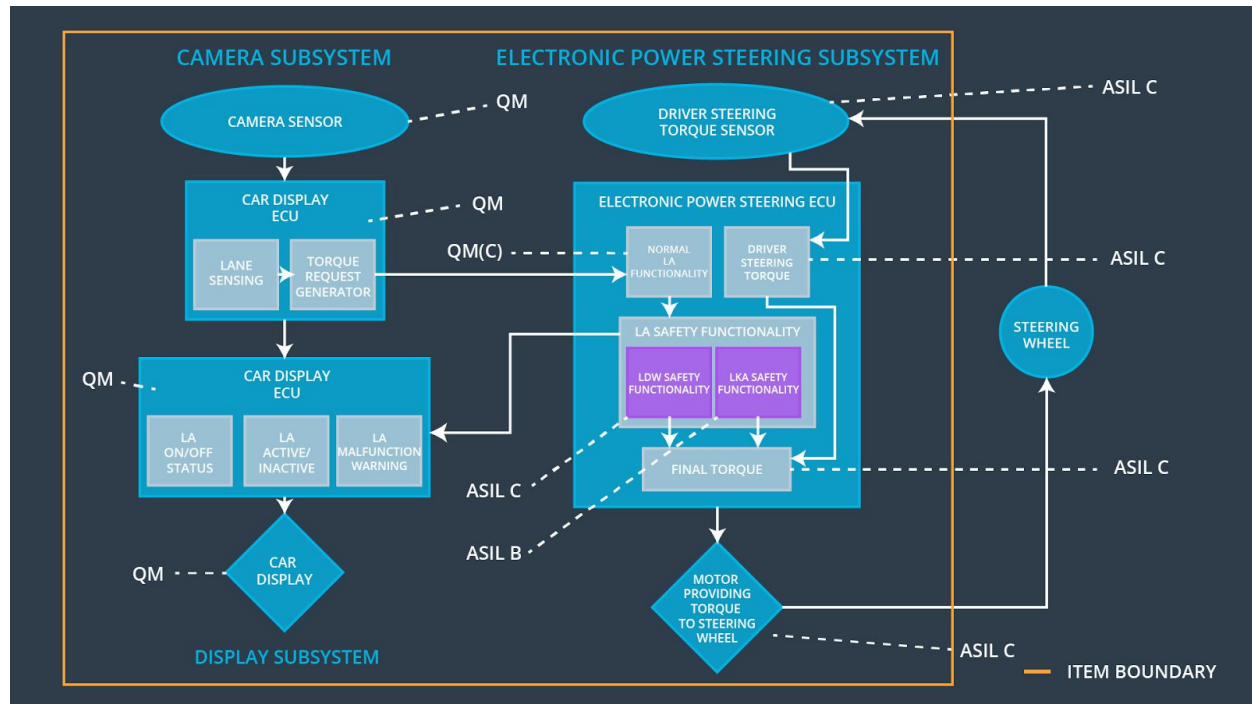 CAMERA SUBSYSTEM
ELECTRONIC POWER STEERING SUBSYSTEM
CAMERA SENSOR
QM
DRIVER STEERING
TORQUE SENSOR
ASIL C
CAR DISPLAY
ECU
QM
LANE
SENSING
TORQUE
REQUEST
GENERATOR
ELECTRONIC POWER STEERING ECU
QM(C)
NORMAL
LA
FUNCTIONALITY
DRIVER
STEERING
TORQUE
ASIL C
LA SAFETY FUNCTIONALITY
LDW SAFETY
FUNCTIONALITY
LKA SAFETY
FUNCTIONALITY
STEERING
WHEEL
CAR DISPLAY
ECU
QM
LA
ON/OFF
STATUS
LA
ACTIVE/
INACTIVE
LA
MALFUNCTION
WARNING
FINAL TORQUE
ASIL C
ASIL C
ASIL B
CAR
DISPLAY
QM
MOTOR
PROVIDING
TORQUE
TO STEERING
WHEEL
ASIL C
DISPLAY SUBSYSTEM
ITEM BOUNDARY